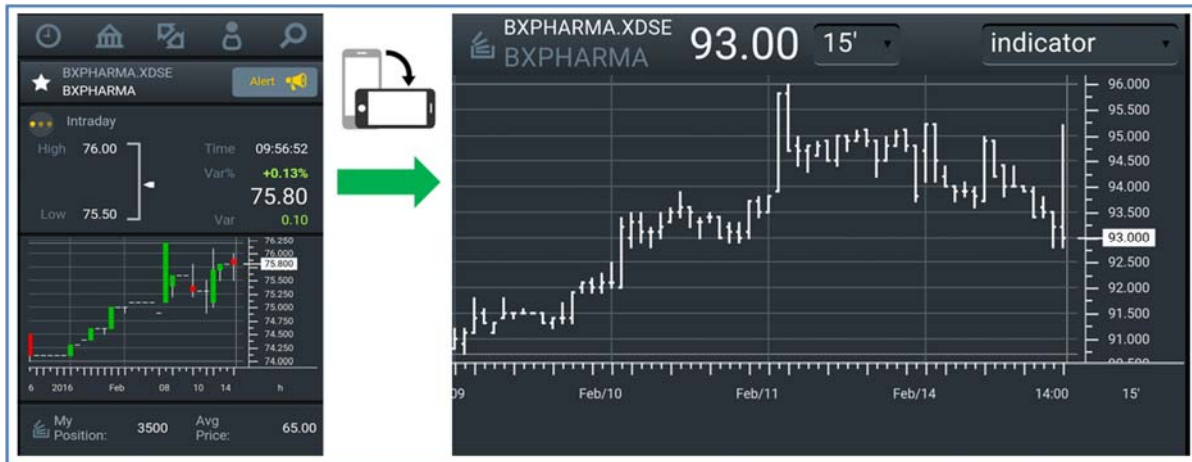 BXPHARMA.XDSE
BXPHARMA
Alert
Intraday
High 76.00
Time 09:56:52
Var% +0.13%
75.80
Low 75.50
Var 0.10
76.250
76.000
75.800
75.500
75.250
75.000
74.750
74.500
74.250
74.000
6 2016 Feb 08 10 14 h
My Position: 3500 Avg Price: 65.00
BXPHARMA.XDSE
BXPHARMA
93.00 15' indicator
96.000
95.500
95.000
94.500
94.000
93.500
93.000
92.500
92.000
91.500
91.000
90.500
09 Feb/10 Feb/11 Feb/14 14:00 15'